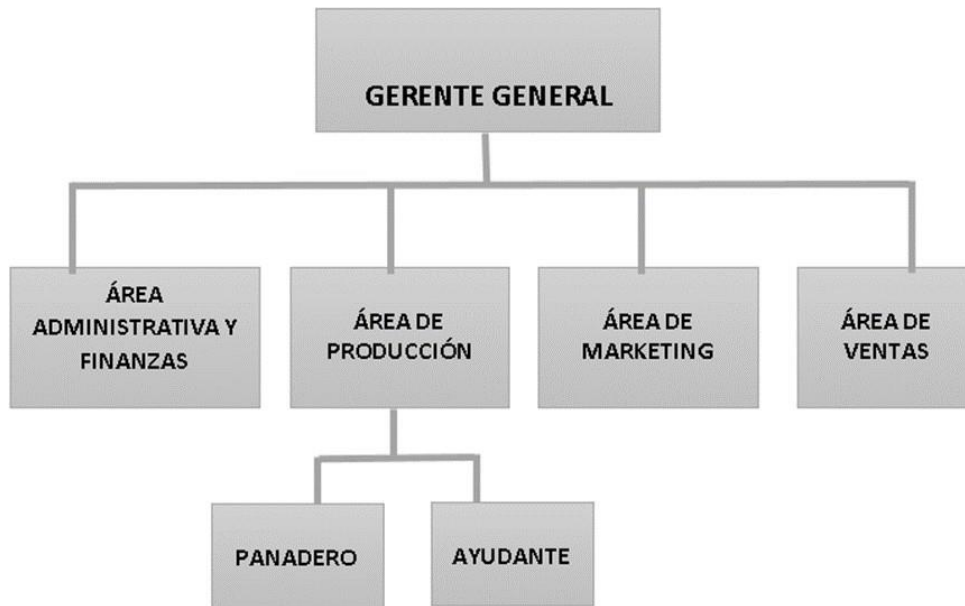 GERENTE GENERAL
ÁREA
ADMINISTRATIVA Y
FINANZAS
ÁREA DE
PRODUCCIÓN
ÁREA DE
MARKETING
ÁREA DE
VENTAS
PANADERO
AYUDANTE